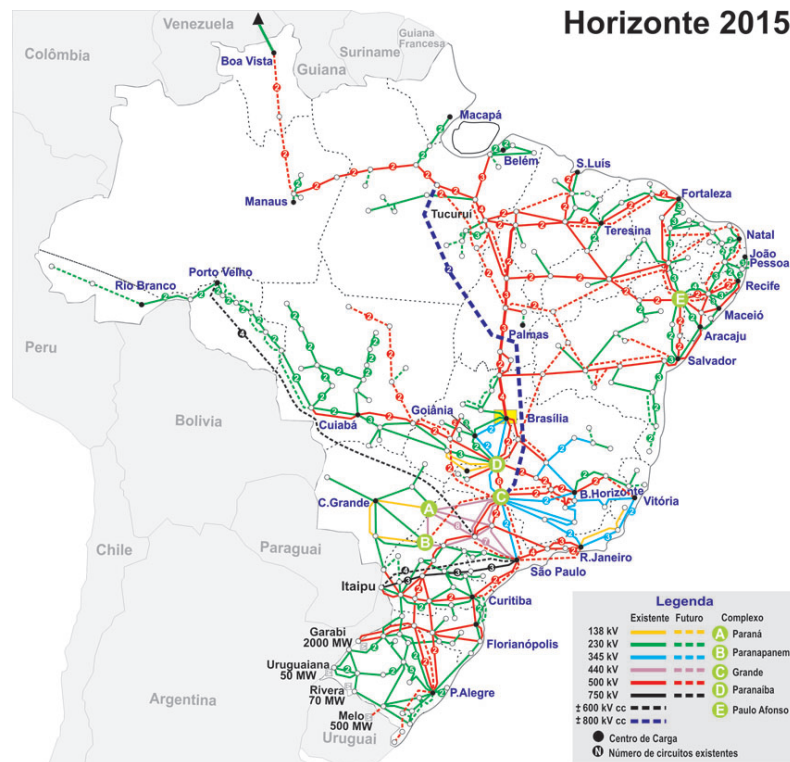 Horizonte 2015
Venezuela
Guiana
Francesa
Suriname
Guiana
Colômbia
Boa Vista
Macapá
Belém
S.Luis
Fortaleza
Manaus
Tucuruí
Teresina
Natal
João
Pessoa
Recife
Porto Velho
Rio Branco
E
Maceió
Aracaju
Palmas
Salvador
Peru
Bolívia
Goiânia
Brasília
Cuiabá
D
B.Horizonte
Vitória
C
C.Grande
A
B
Paraguai
Chile
R.Janeiro
São Paulo
Itaipu
Curitiba
Florianópolis
Garabi
2000 MW
Uruguaiana
50 MW
Rivera
70 MW
Melo
500 MW
P.Alegre
Argentina
Uruguai
Legenda
Existente Futuro Complexo
138 kV A Paraná
230 kV B Paranapanem
345 kV C Grande
440 kV D Paranaiba
500 kV E Paulo Afonso
750 kV
±600 kV cc
±800 kV cc
Centro de Carga
N Número de circuitos existentes